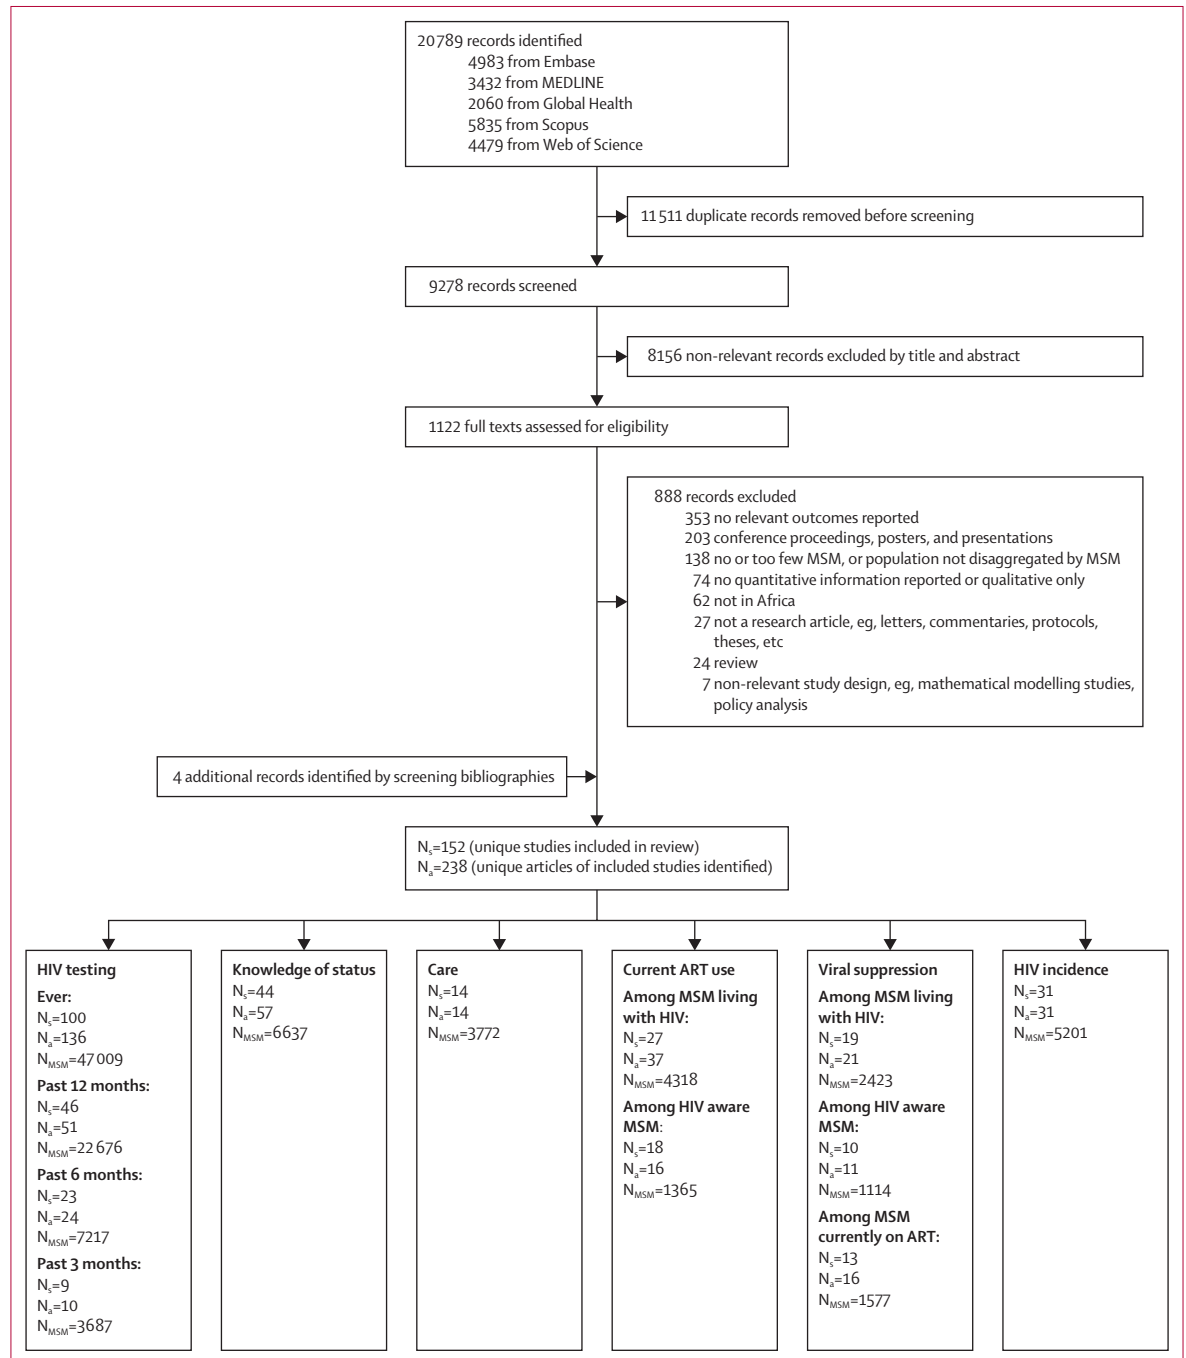 20 789 records identified
4983 from Embase
3432 from MEDLINE
2060 from Global Health
5835 from Scopus
4479 from Web of Science
11 511 duplicate records removed before screening
9278 records screened
8156 non-relevant records excluded by title and abstract
1122 full texts assessed for eligibility
888 records excluded
353 no relevant outcomes reported
203 conference proceedings, posters, and presentations
138 no or too few MSM, or population not disaggregated by MSM
74 no quantitative information reported or qualitative only
62 not in Africa
27 not a research article, eg, letters, commentaries, protocols,
theses, etc
24 review
7 non-relevant study design, eg, mathematical modelling studies,
policy analysis
4 additional records identified by screening bibliographies
Ns=152 (unique studies included in review)
Na=238 (unique articles of included studies identified)
HIV testing
Ever:
Ns=100
Na=136
NMSM=47 009
Past 12 months:
Ns=46
Na=51
NMSM=22 676
Past 6 months:
Ns=23
Na=24
NMSM=7217
Past 3 months:
Ns=9
Na=10
NMSM=3687
Knowledge of status
Ns=44
Na=57
NMSM=6637
Care
Ns=14
Na=14
NMSM=3772
Current ART use
Among MSM living
with HIV:
Ns=27
Na=37
NMSM=4318
Among HIV aware
MSM:
Ns=18
Na=16
NMSM=1365
Viral suppression
Among MSM living
with HIV:
Ns=19
Na=21
NMSM=2423
Among HIV aware
MSM:
Ns=10
Na=11
NMSM=1114
Among MSM
currently on ART:
Ns=13
Na=16
NMSM=1577
HIV incidence
Ns=31
Na=31
NMSM=5201